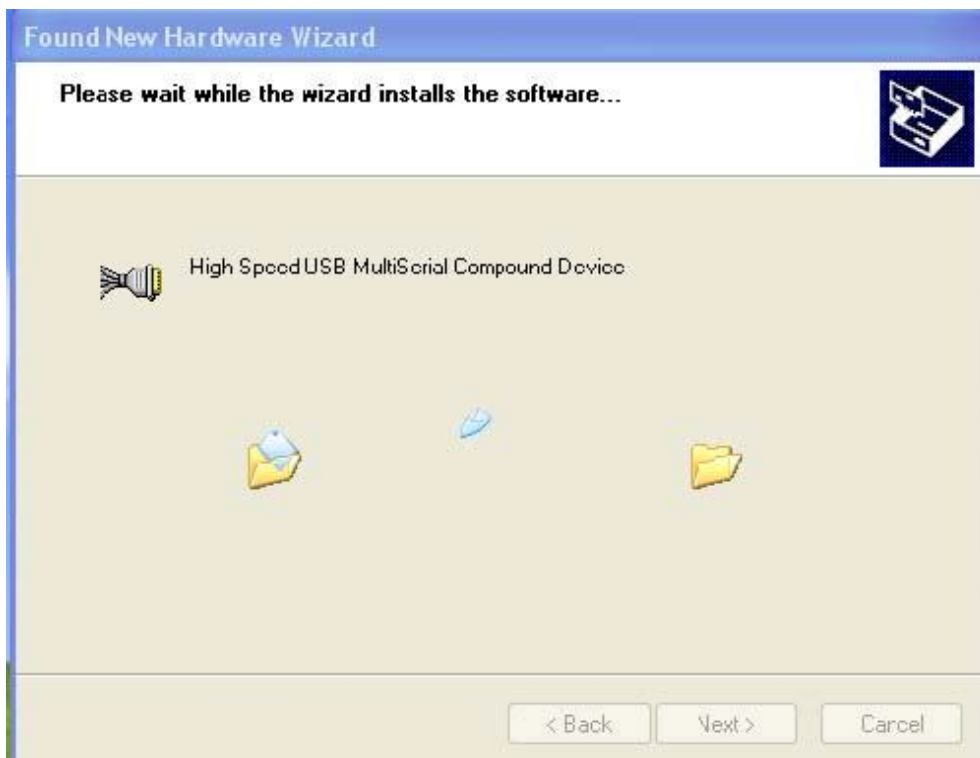 Found New Hardware Wizard
Please wait while the wizard installs the software...
High Speed USB MultiSerial Compound Device
< Back
Next >
Cancel